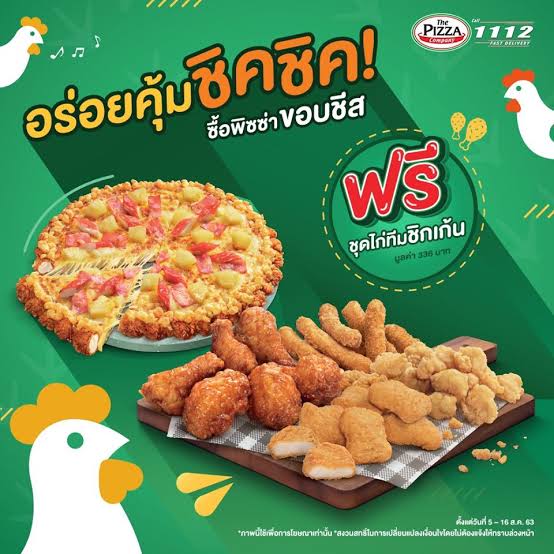 The
PIZZA
Company
Call
1112
FAST DELIVERY
อร่อยคุ้มชิคชิค!
ซื้อพิซซ่าขอบชีส
ฟรี
ชุดไก่ทีมชิกเก้น
มูลค่า 336 บาท
ตั้งแต่วันที่ 5 – 16 ส.ค. 63
*ภาพนี้ใช้เพื่อการโฆษณาเท่านั้น *สงวนสิทธิ์ในการเปลี่ยนแปลงเงื่อนไขโดยไม่ต้องแจ้งให้ทราบล่วงหน้า